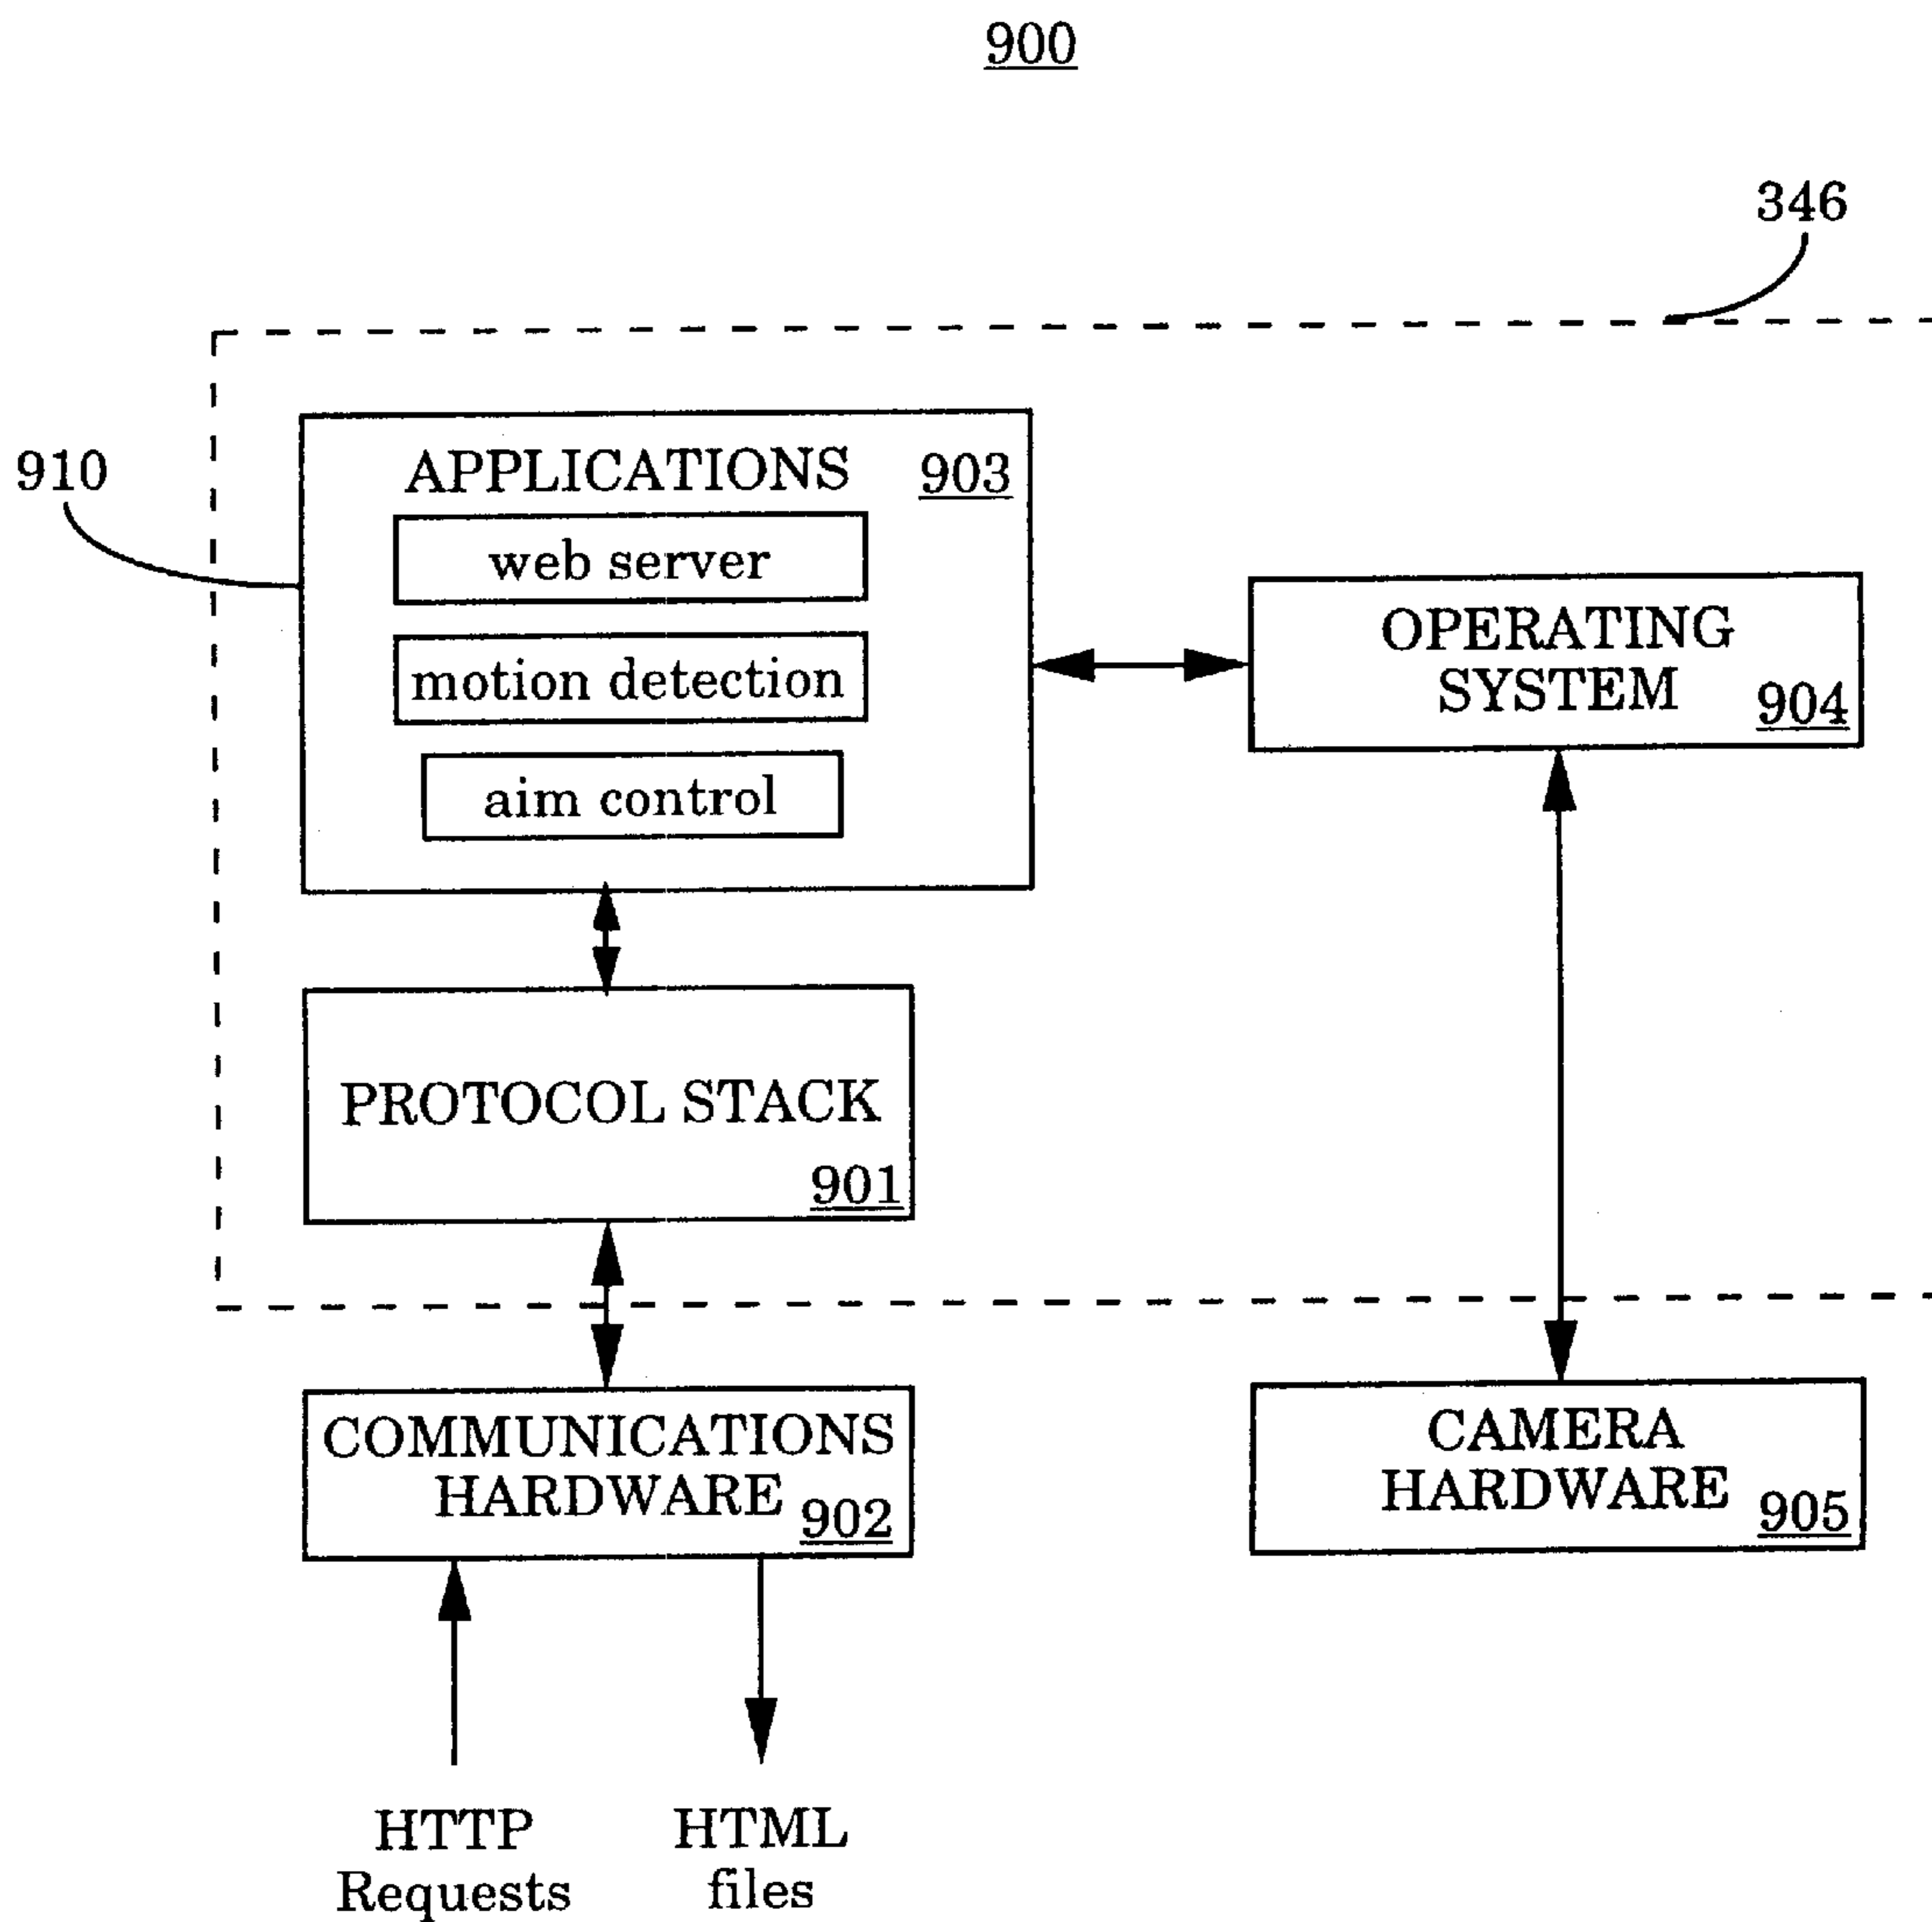 900
346
910
APPLICATIONS 903
web server
motion detection
aim control
OPERATING
SYSTEM 904
PROTOCOL STACK
901
COMMUNICATIONS
HARDWARE 902
CAMERA
HARDWARE 905
HTTP
Requests
HTML
files